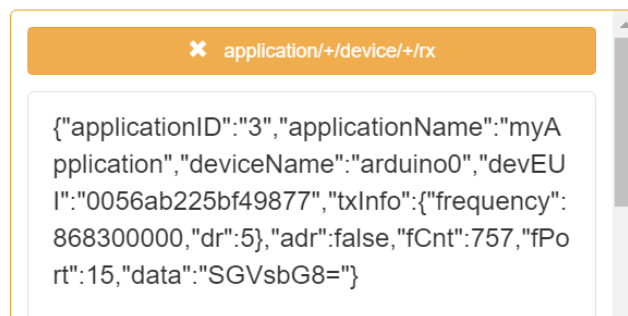 ✖ application/+/device/+/rx
{"applicationID":"3","applicationName":"myA
pplication","deviceName":"arduino0","devEU
I":"0056ab225bf49877","txInfo":{"frequency":
868300000,"dr":5},"adr":false,"fCnt":757,"fPo
rt":15,"data":"SGVsbG8="}